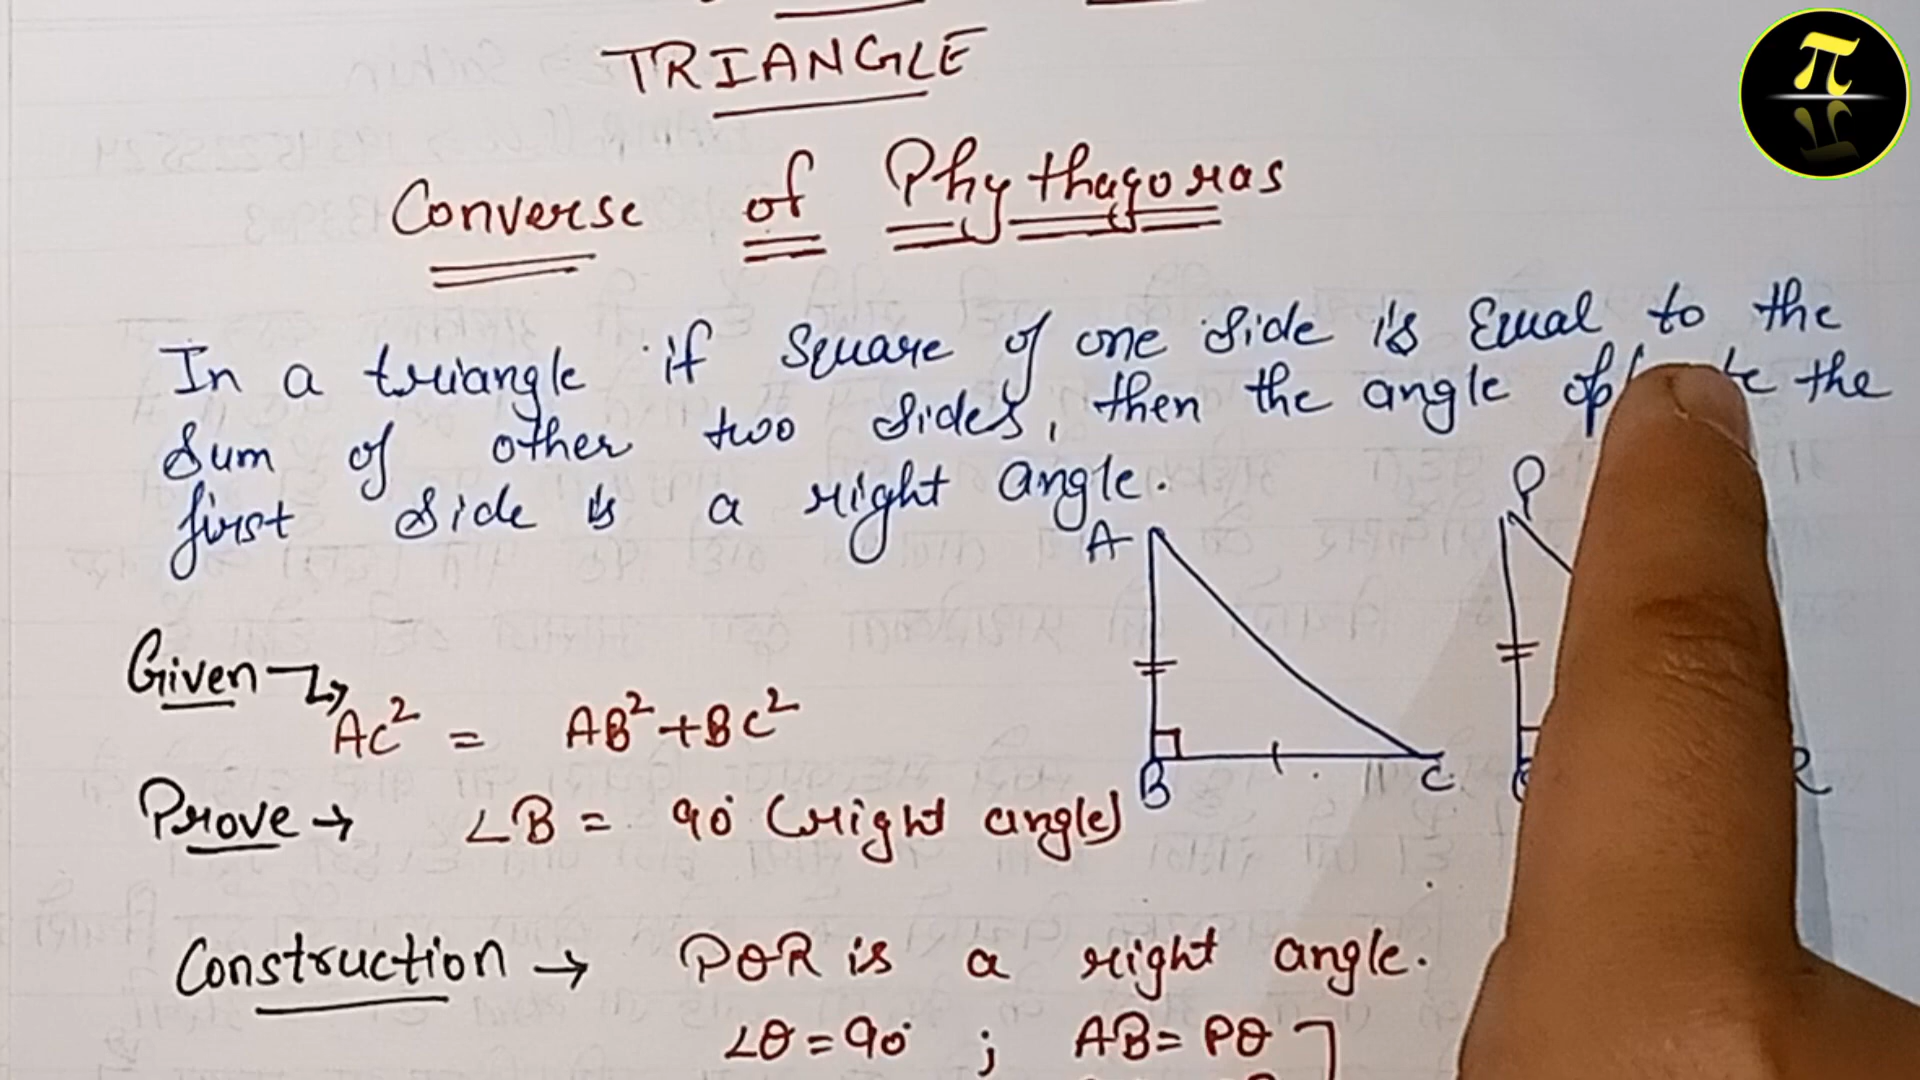 TRIANGLE
Converse of Phythagoras
In a triangle if square of one side is Equal to the
sum of other two sides, then the angle the
first side is a right angle.
A
P
Given →
AC² = AB² + BC²
B
C
R
Prove → ∠B = 90° (right angle)
Construction → PQR is a right angle.
∠Q = 90° ; AB = PQ
π